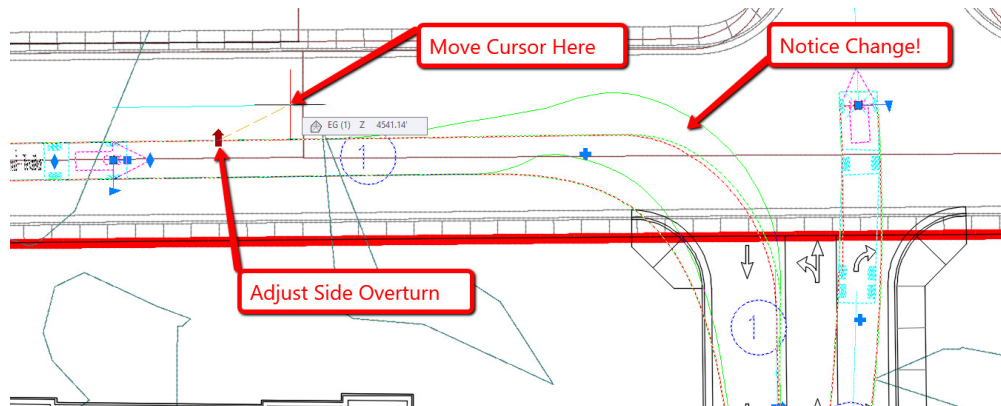 Move Cursor Here
Notice Change!
EG (1) Z 4541.14'
1
Adjust Side Overturn
1